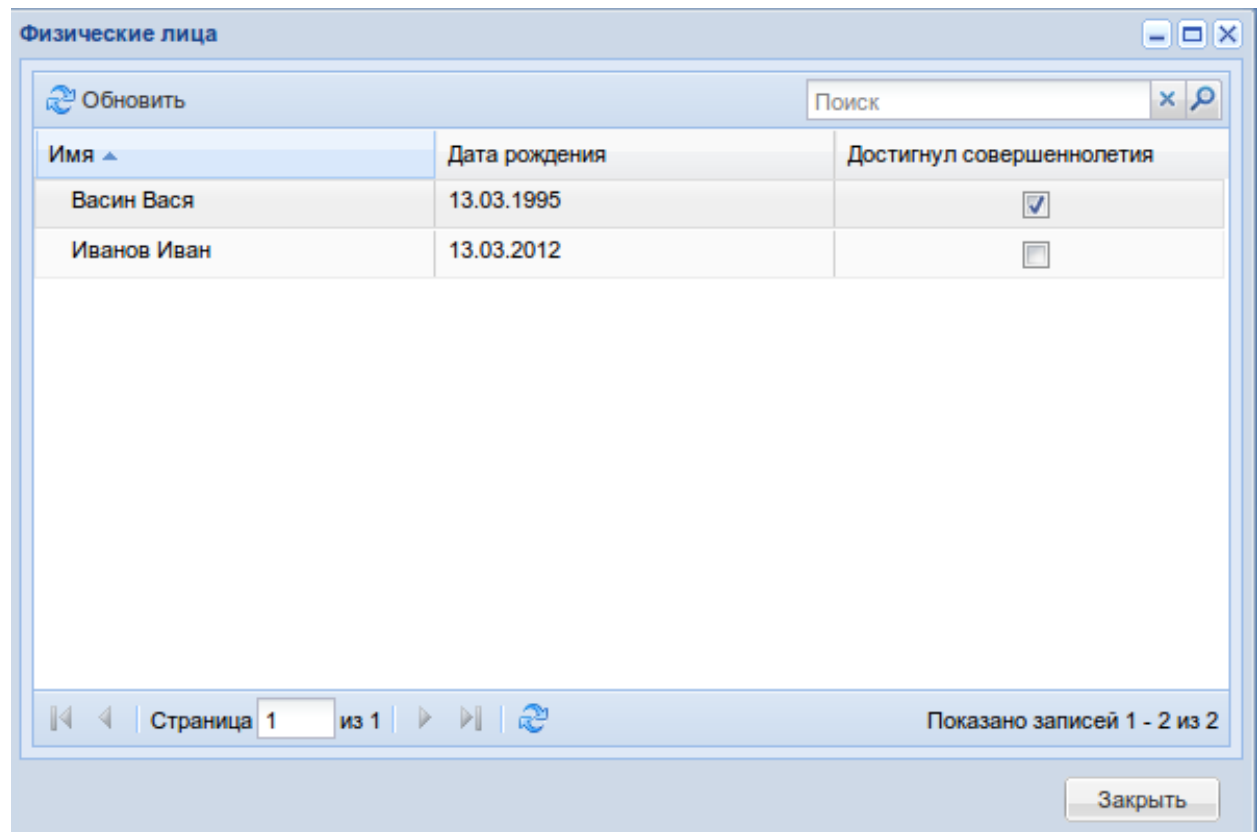 Физические лица
Обновить Поиск
Имя Дата рождения Достигнул совершеннолетия
Васин Вася 13.03.1995
Иванов Иван 13.03.2012
Страница 1 из 1 Показано записей 1 - 2 из 2
Закрыть